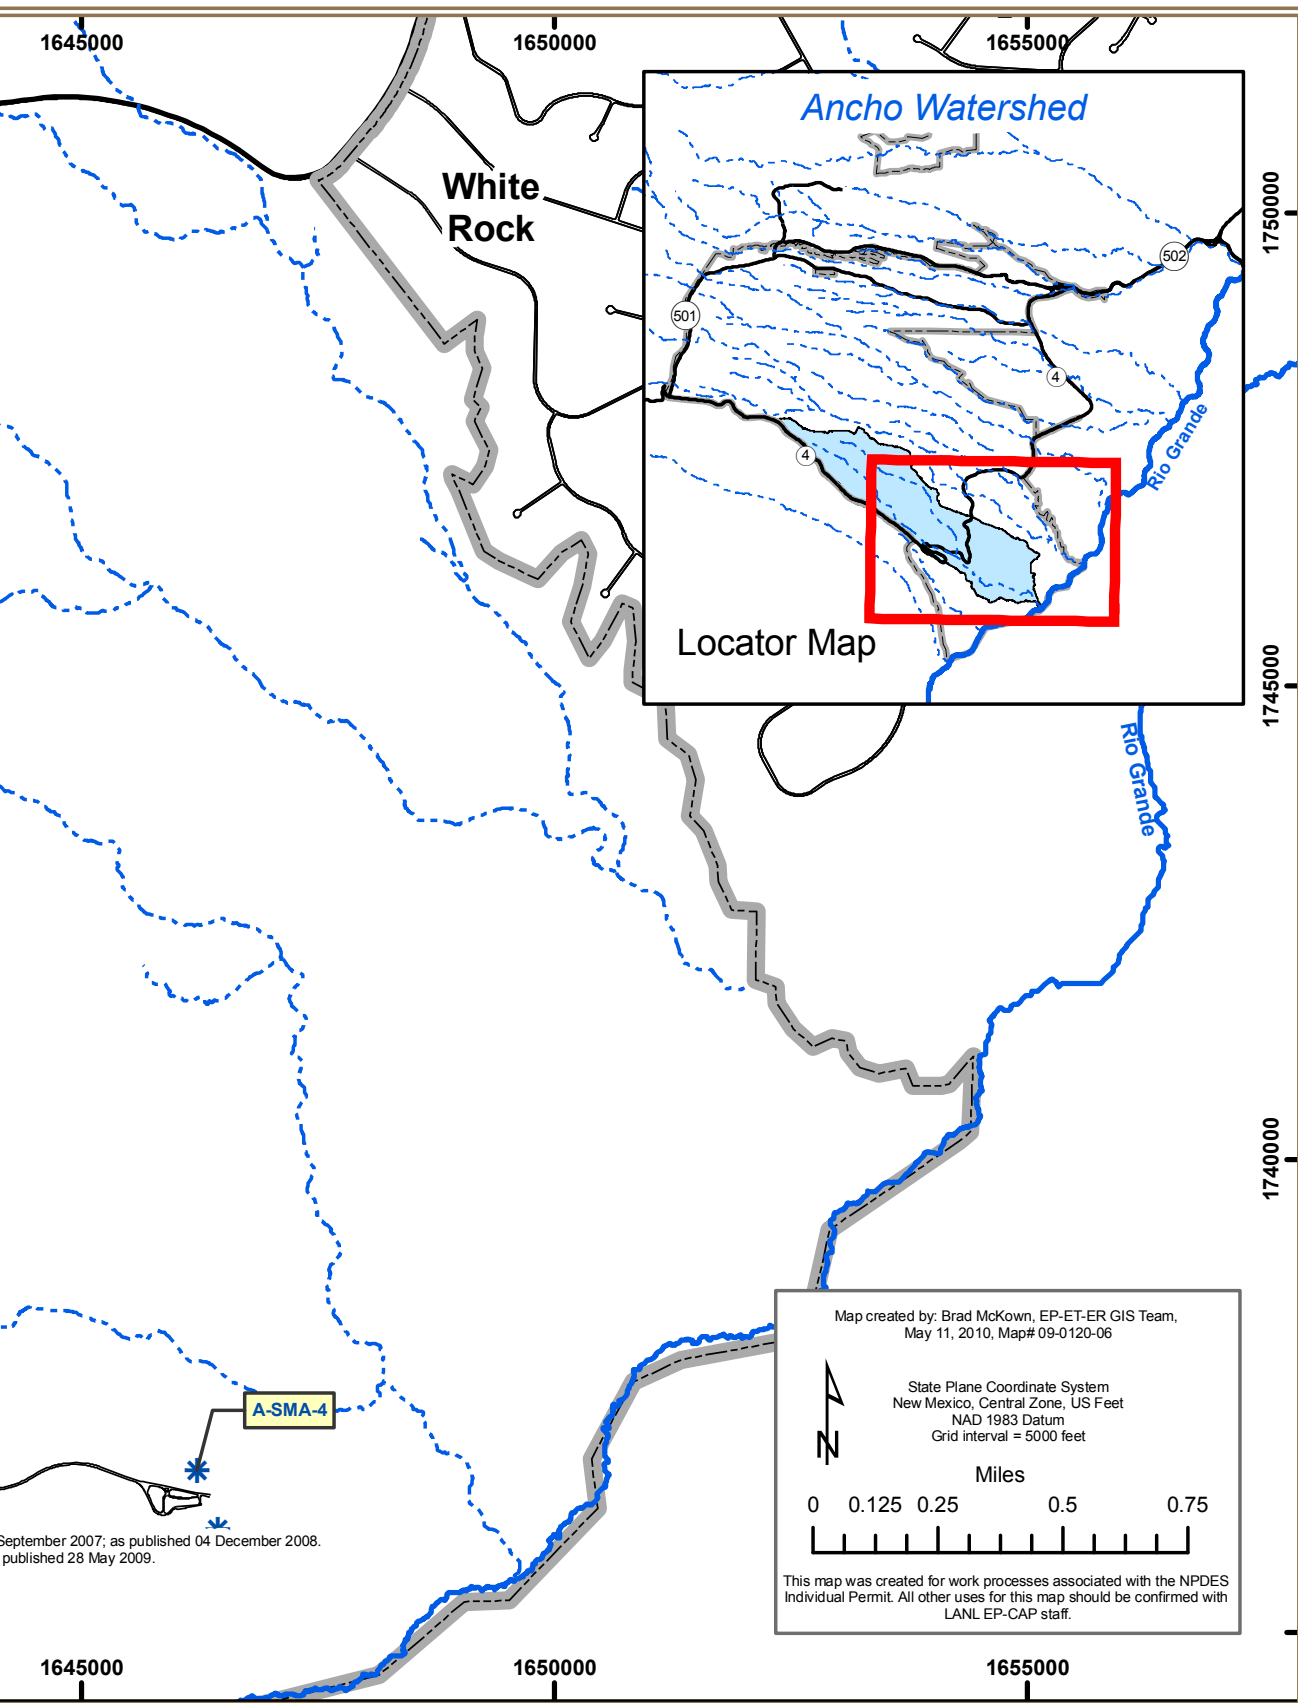 1645000
1650000
1655000
Ancho Watershed
White
Rock
1750000
502
501
4
Rio Grande
4
Locator Map
1745000
Rio Grande
1740000
Map created by: Brad McKown, EP-ET-ER GIS Team,
May 11, 2010, Map# 09-0120-06
State Plane Coordinate System
New Mexico, Central Zone, US Feet
NAD 1983 Datum
Grid interval = 5000 feet
N
Miles
0 0.125 0.25 0.5 0.75
This map was created for work processes associated with the NPDES
Individual Permit. All other uses for this map should be confirmed with
LANL EP-CAP staff.
A-SMA-4
September 2007; as published 04 December 2008.
published 28 May 2009.
1645000
1650000
1655000